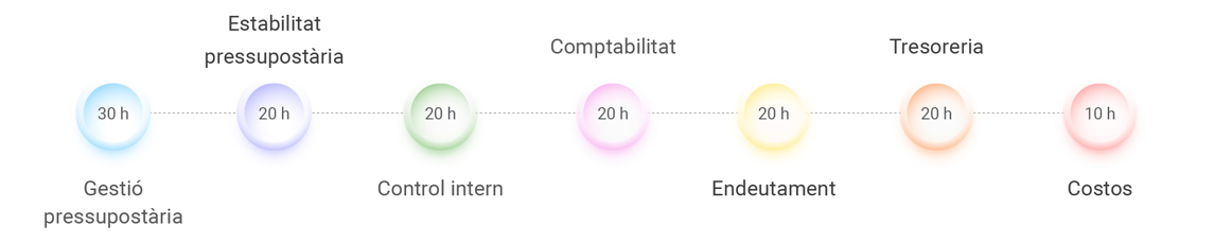 Estabilitat
pressupostària
Comptabilitat
Tresoreria
30 h
20 h
20 h
20 h
20 h
20 h
10 h
Gestió
pressupostària
Control intern
Endeutament
Costos